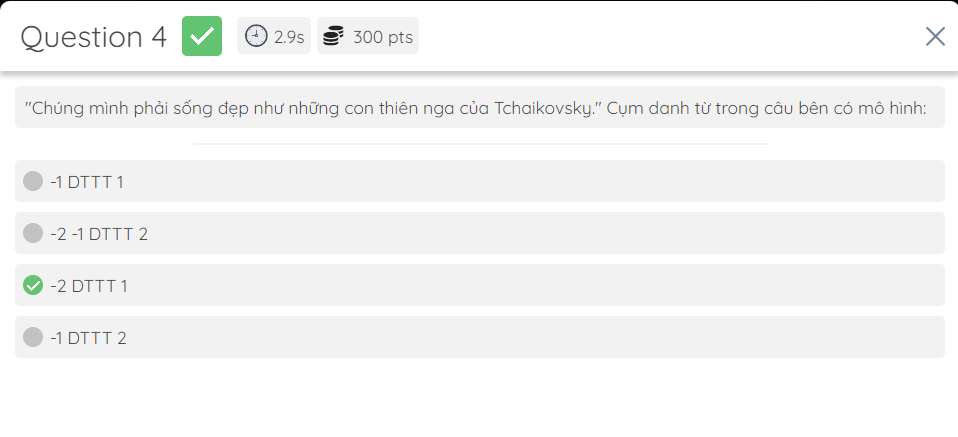 Question 4 2.9s 300 pts
"Chúng mình phải sống đẹp như những con thiên nga của Tchaikovsky." Cụm danh từ trong câu bên có mô hình:
-1 DTTT 1
-2 -1 DTTT 2
-2 DTTT 1
-1 DTTT 2